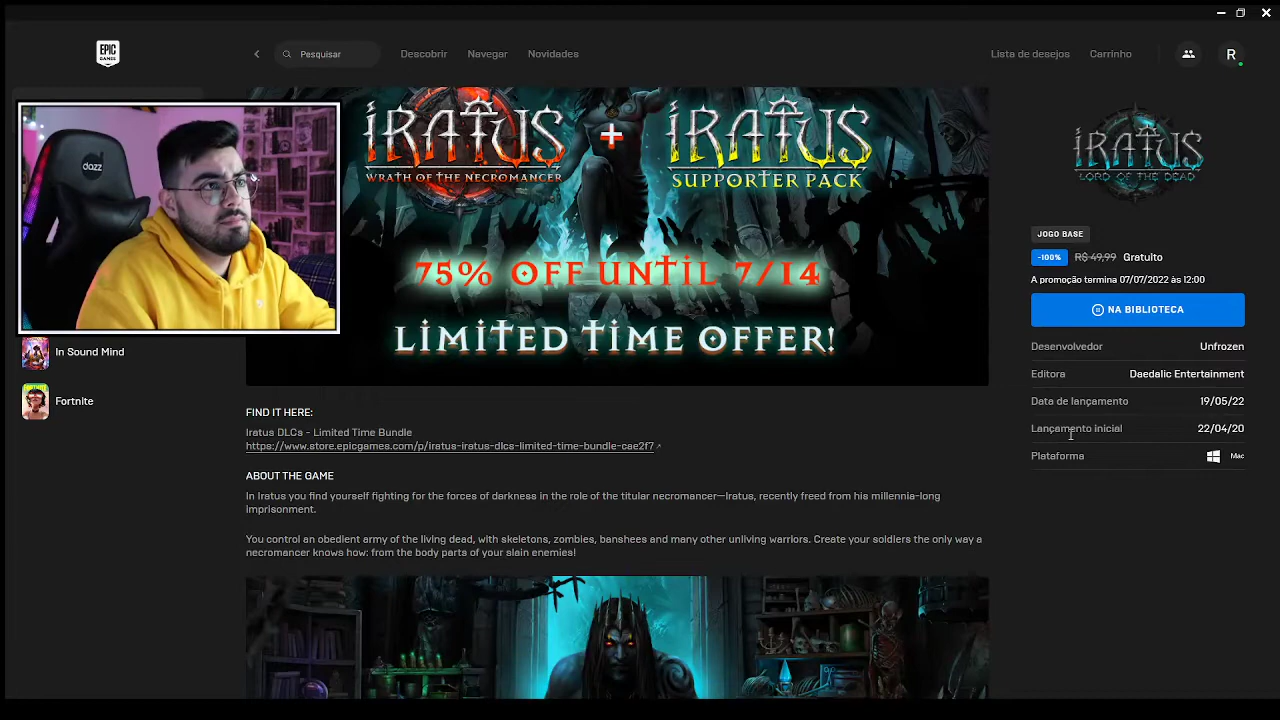 EPIC
GAMES
Pesquisar
Descobrir
Navegar
Novidades
Lista de desejos
Carrinho
R
dazz
In Sound Mind
Fortnite
IRATUS
WRATH OF THE NECROMANCER
+
IRATUS
SUPPORTER PACK
75% OFF UNTIL 7/14
LIMITED TIME OFFER!
FIND IT HERE:
Iratus DLCs - Limited Time Bundle
https://www.store.epicgames.com/p/iratus-iratus-dlcs-limited-time-bundle-cae2f7
ABOUT THE GAME
In Iratus you find yourself fighting for the forces of darkness in the role of the titular necromancer—Iratus, recently freed from his millennia-long
imprisonment.
You control an obedient army of the living dead, with skeletons, zombies, banshees and many other unliving warriors. Create your soldiers the only way a
necromancer knows how: from the body parts of your slain enemies!
IRATUS
LORD OF THE DEAD
JOGO BASE
-100% R$ 49,99 Gratuito
A promoção termina 07/07/2022 às 12:00
NA BIBLIOTECA
Desenvolvedor Unfrozen
Editora Daedalic Entertainment
Data de lançamento 19/05/22
Lançamento inicial 22/04/20
Plataforma Mac